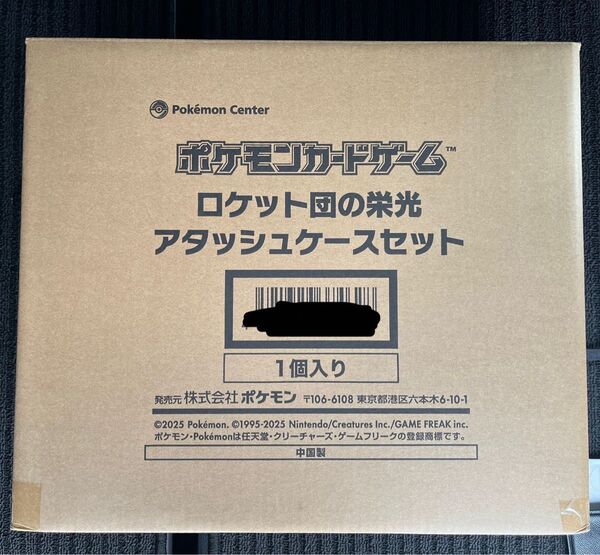 Pokémon Center
ポケモンカードゲーム™
ロケット団の栄光
アタッシュケースセット
1個入り
発売元 株式会社 ポケモン 〒106-6108 東京都港区六本木6-10-1
©2025 Pokémon. ©1995-2025 Nintendo/Creatures Inc./GAME FREAK inc.
ポケモン・Pokémonは任天堂・クリーチャーズ・ゲームフリークの登録商標です。
中国製